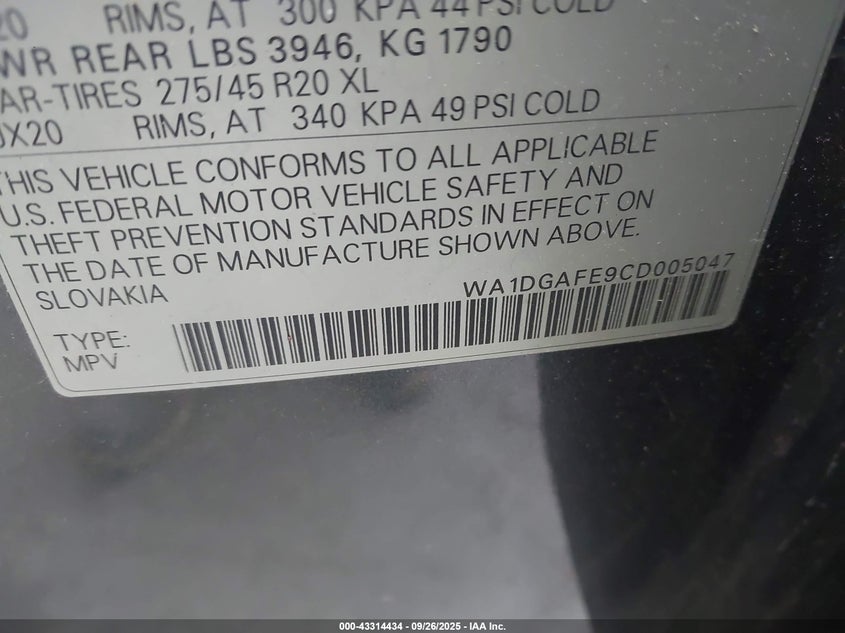 20 RIMS, AT 300 KPA 44 PSI COLD
WR REAR LBS 3946, KG 1790
AR-TIRES 275/45 R20 XL
JX20 RIMS, AT 340 KPA 49 PSI COLD
THIS VEHICLE CONFORMS TO ALL APPLICABLE
U.S. FEDERAL MOTOR VEHICLE SAFETY AND
THEFT PREVENTION STANDARDS IN EFFECT ON
THE DATE OF MANUFACTURE SHOWN ABOVE.
SLOVAKIA WA1DGAFE9CD005047
TYPE:
MPV
000-43314434 - 09/26/2025 - IAA Inc.